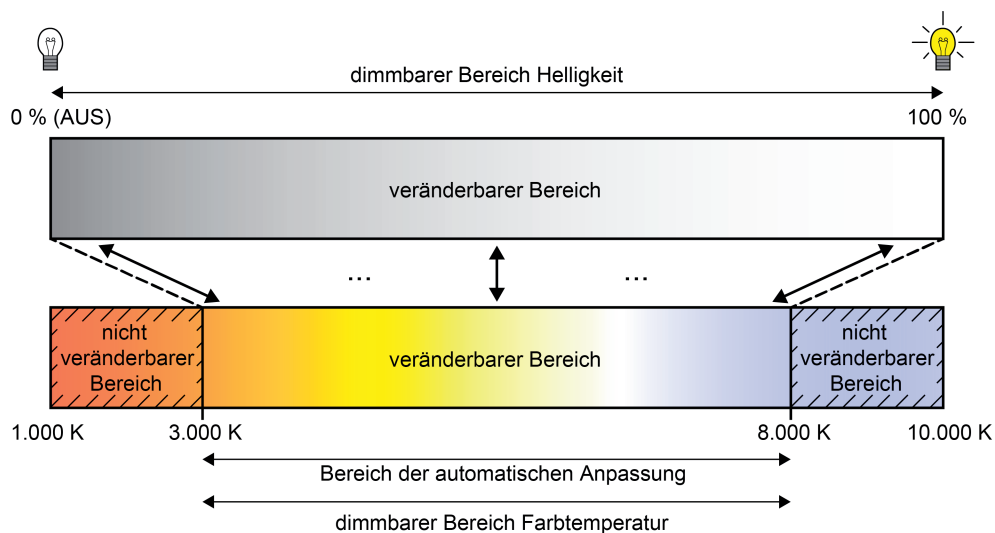 dimmbarer Bereich Helligkeit
0 % (AUS)
100 %
veränderbarer Bereich
...
...
nicht
veränderbarer
Bereich
veränderbarer Bereich
nicht
veränderbarer
Bereich
1.000 K
3.000 K
8.000 K
10.000 K
Bereich der automatischen Anpassung
dimmbarer Bereich Farbtemperatur